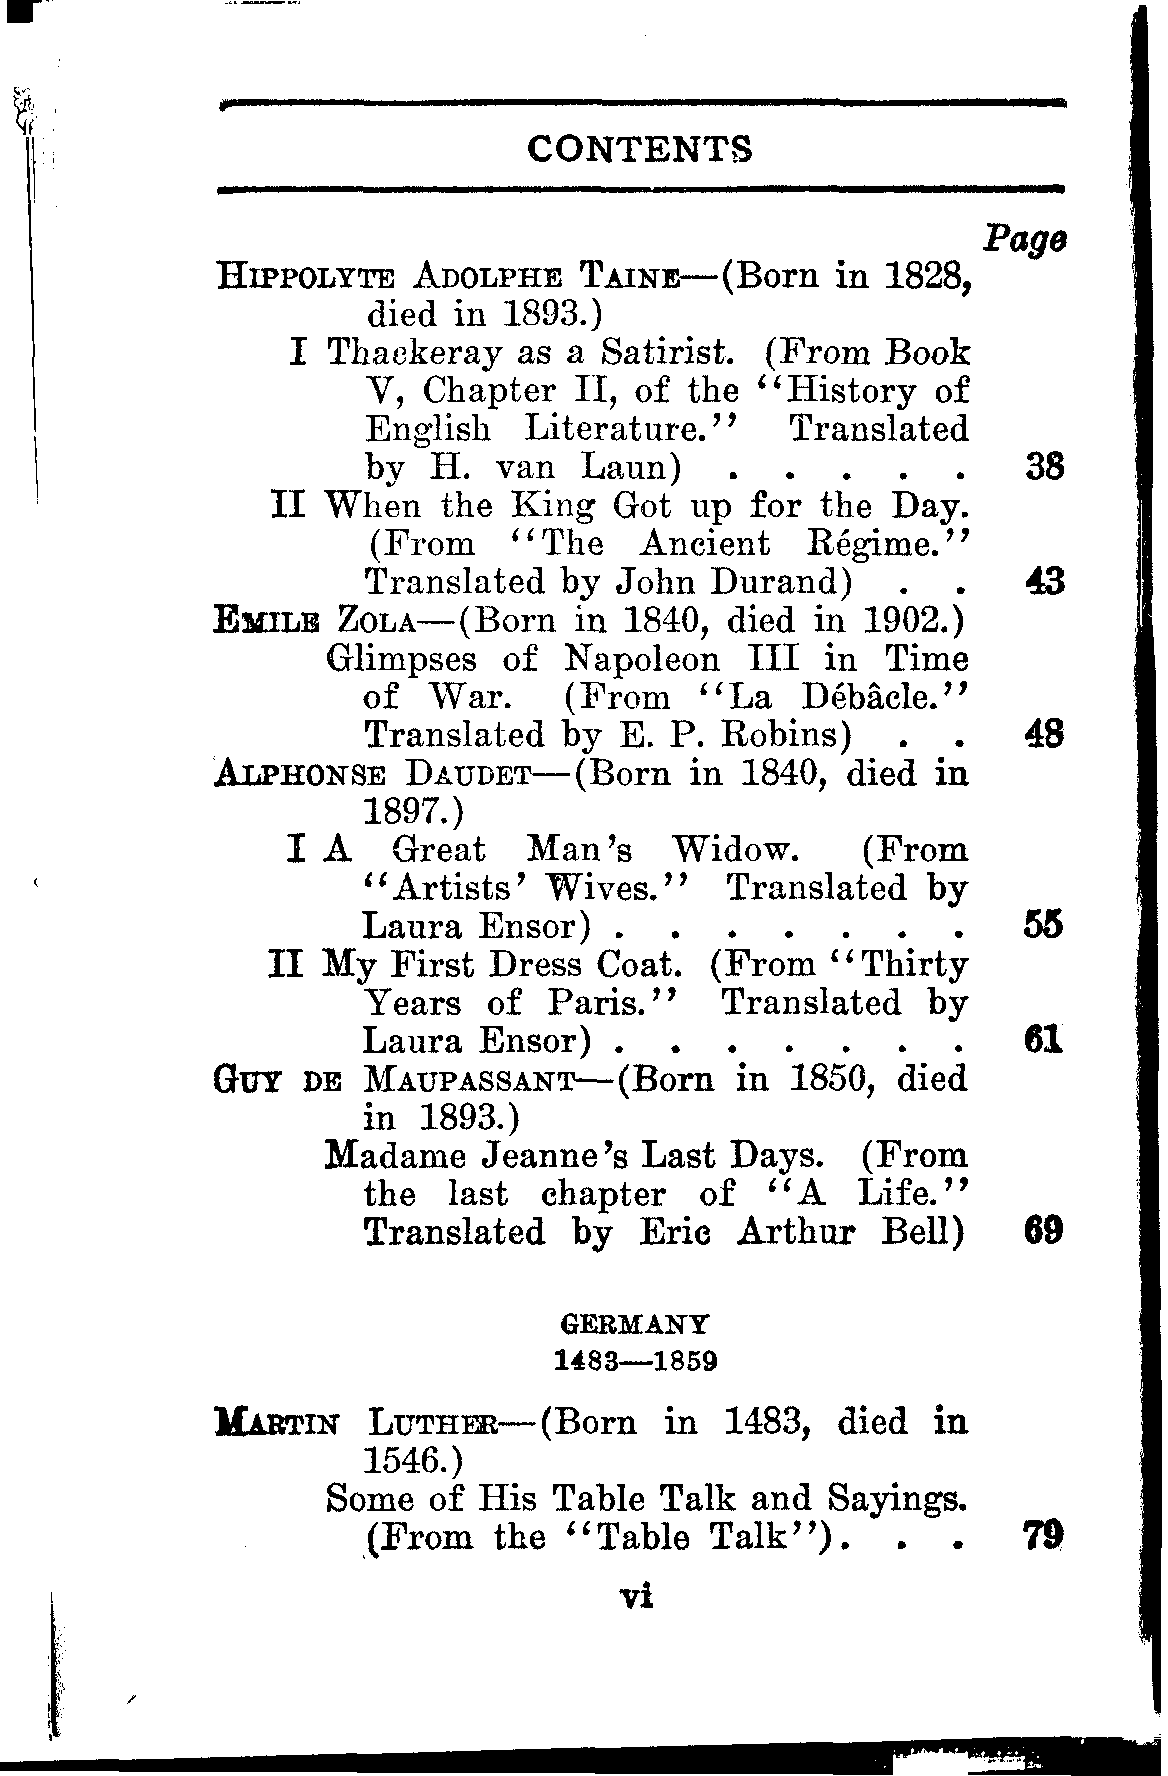 CONTENTS
Page
HIPPOLYTE ADOLPHE TAINE—(Born in 1828,
died in 1893.)
I Thackeray as a Satirist. (From Book
V, Chapter II, of the "History of
English Literature." Translated
by H. van Laun) . . . . . 38
II When the King Got up for the Day.
(From "The Ancient Régime."
Translated by John Durand) . . 43
EMILE ZOLA—(Born in 1840, died in 1902.)
Glimpses of Napoleon III in Time
of War. (From "La Débâcle."
Translated by E. P. Robins) . . 48
ALPHONSE DAUDET—(Born in 1840, died in
1897.)
I A Great Man's Widow. (From
"Artists' Wives." Translated by
Laura Ensor) . . . . . . . 55
II My First Dress Coat. (From "Thirty
Years of Paris." Translated by
Laura Ensor) . . . . . . . 61
GUY DE MAUPASSANT—(Born in 1850, died
in 1893.)
Madame Jeanne's Last Days. (From
the last chapter of "A Life."
Translated by Eric Arthur Bell) 69
GERMANY
1483—1859
MARTIN LUTHER—(Born in 1483, died in
1546.)
Some of His Table Talk and Sayings.
(From the "Table Talk"). . . 79
vi